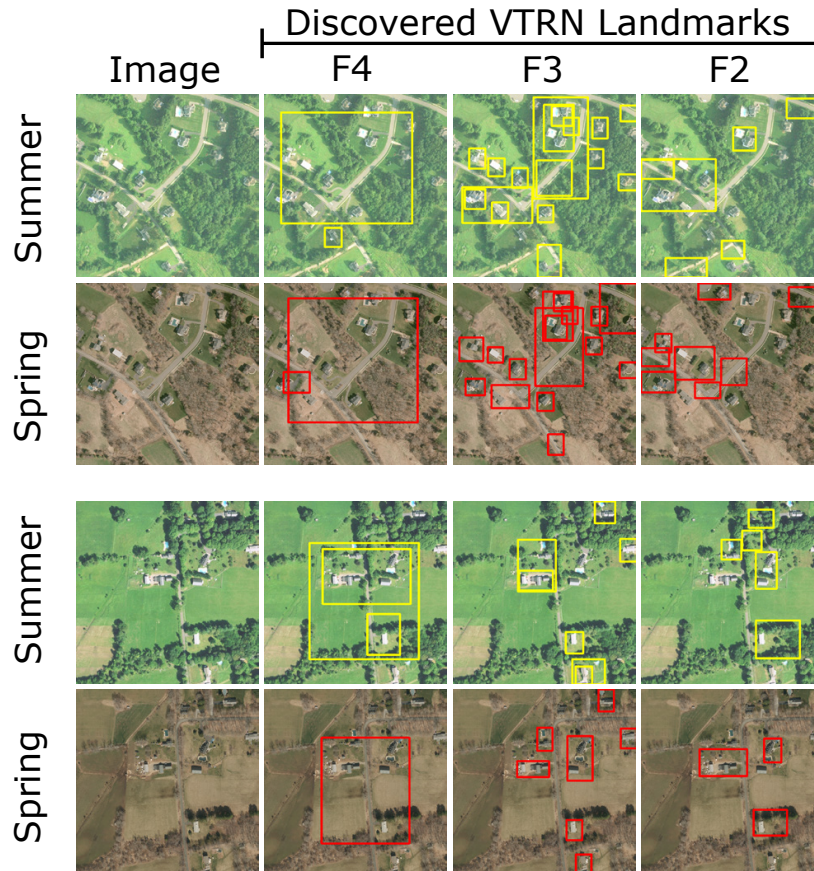 Discovered VTRN Landmarks
Image F4 F3 F2
Summer
Spring
Summer
Spring